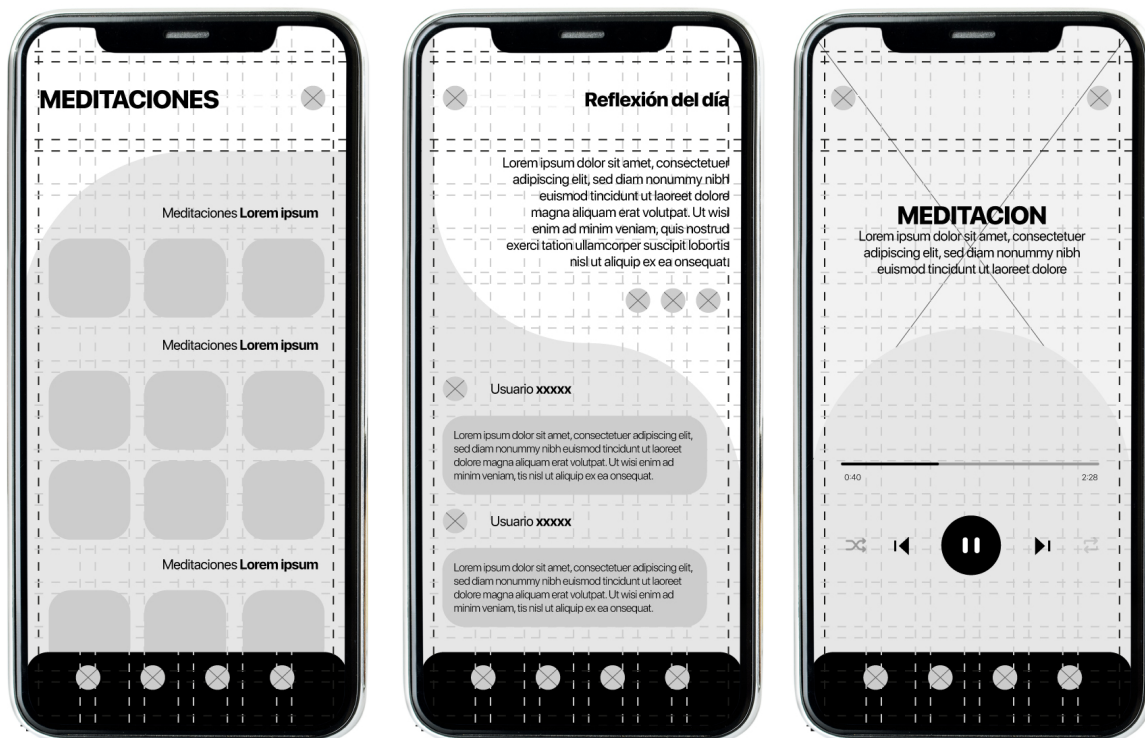 MEDITACIONES
Meditaciones Lorem ipsum
Meditaciones Lorem ipsum
Meditaciones Lorem ipsum
Reflexión del día
Lorem ipsum dolor sit amet, consectetuer
adipiscing elit, sed diam nonummy nibh
euismod tincidunt ut laoreet dolore
magna aliquam erat volutpat. Ut wisi
enim ad minim veniam, quis nostrud
exerci tation ullamcorper suscipit lobortis
nisl ut aliquip ex ea onsequat.
Usuario xxxxx
Lorem ipsum dolor sit amet, consectetuer adipiscing elit,
sed diam nonummy nibh euismod tincidunt ut laoreet
dolore magna aliquam erat volutpat. Ut wisi enim ad
minim veniam, tis nisl ut aliquip ex ea onsequat.
Usuario xxxxx
Lorem ipsum dolor sit amet, consectetuer adipiscing elit,
sed diam nonummy nibh euismod tincidunt ut laoreet
dolore magna aliquam erat volutpat. Ut wisi enim ad
minim veniam, tis nisl ut aliquip ex ea onsequat.
MEDITACION
Lorem ipsum dolor sit amet, consectetuer
adipiscing elit, sed diam nonummy nibh
euismod tincidunt ut laoreet dolore
0:40 2:28